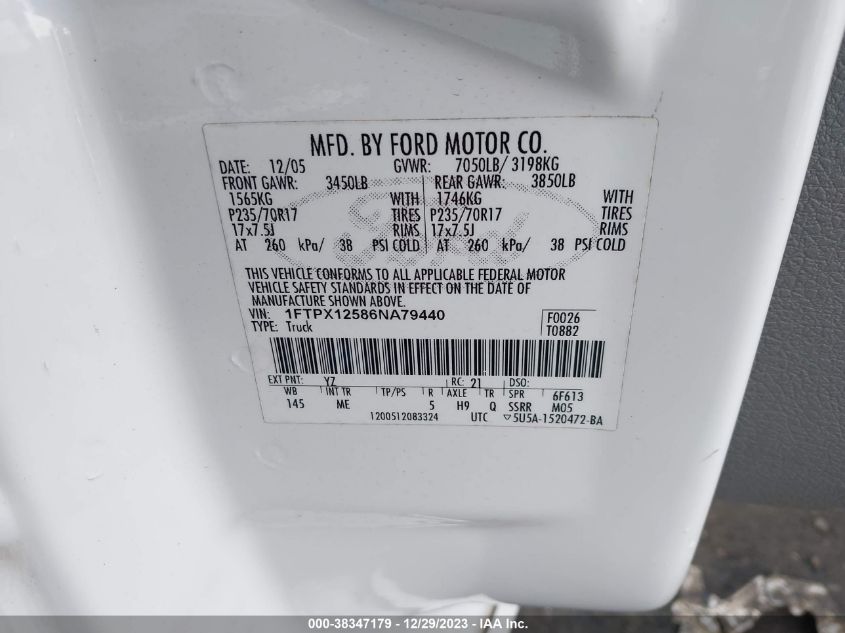 MFD. BY FORD MOTOR CO.
DATE: 12/05 GVWR: 7050LB/ 3198KG
FRONT GAWR: 3450LB REAR GAWR: 3850LB
1565KG WITH 1746KG WITH
P235/70R17 TIRES P235/70R17 TIRES
17x7.5J RIMS 17x7.5J RIMS
AT 260 kPa/ 38 PSI COLD AT 260 kPa/ 38 PSI COLD
Ford
THIS VEHICLE CONFORMS TO ALL APPLICABLE FEDERAL MOTOR
VEHICLE SAFETY STANDARDS IN EFFECT ON THE DATE OF
MANUFACTURE SHOWN ABOVE.
VIN: 1FTPX12586NA79440 F0026
TYPE: Truck T0882
EXT PNT: YZ RC: 21 DSO:
WB INT TR TP/PS R AXLE TR SPR 6F613
145 ME 5 H9 Q SSRR M05
1200512083324 UTC ▽5U5A-1520472-BA
000-38347179 - 12/29/2023 - IAA Inc.